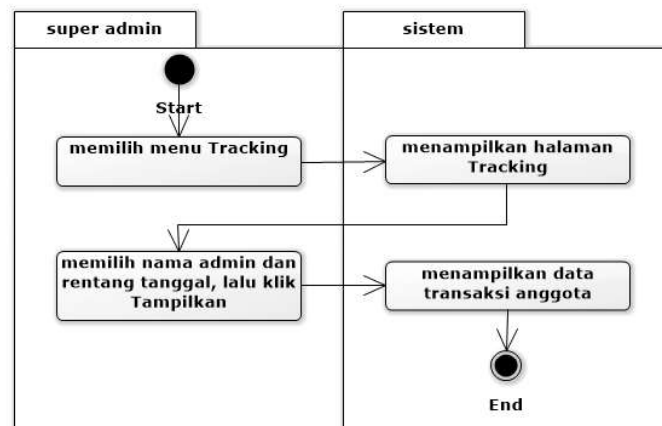 super admin
sistem
Start
memilih menu Tracking
menampilkan halaman
Tracking
memilih nama admin dan
rentang tanggal, lalu klik
Tampilkan
menampilkan data
transaksi anggota
End